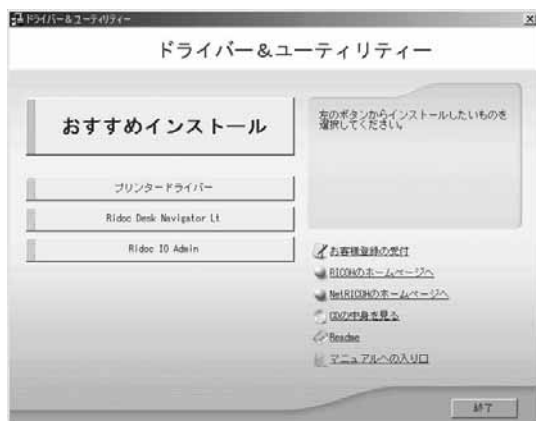 ドライバー&ユーティリティー
ドライバー&ユーティリティー
おすすめインストール
プリンタードライバー
Ridoc Desk Navigator Lt
Ridoc IO Admin
左のボタンからインストールしたいものを
選択してください。
お客様登録の受付
RICOHのホームページへ
NetRICOHのホームページへ
CDの中身を見る
Readme
マニュアルへの入り口
終了